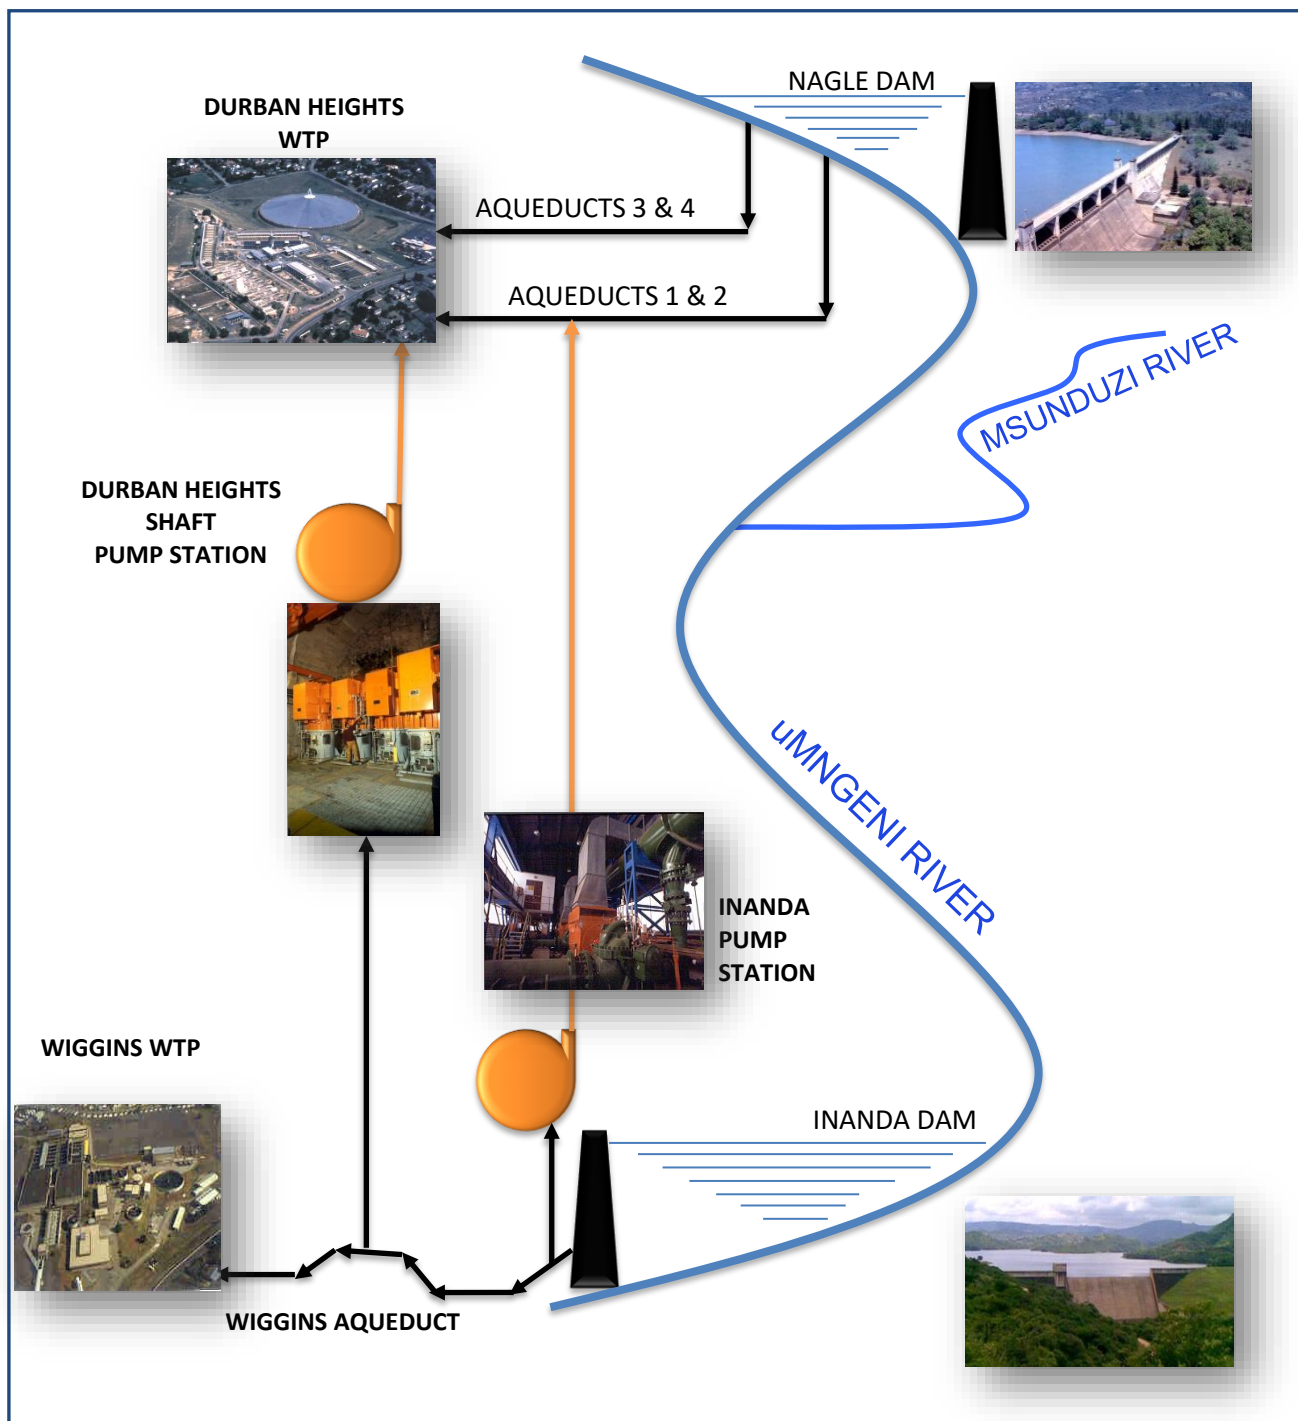 NAGLE DAM
DURBAN HEIGHTS
WTP
AQUEDUCTS 3 & 4
AQUEDUCTS 1 & 2
MSUNDUZI RIVER
DURBAN HEIGHTS
SHAFT
PUMP STATION
uMNGENI RIVER
INANDA
PUMP
STATION
WIGGINS WTP
INANDA DAM
WIGGINS AQUEDUCT